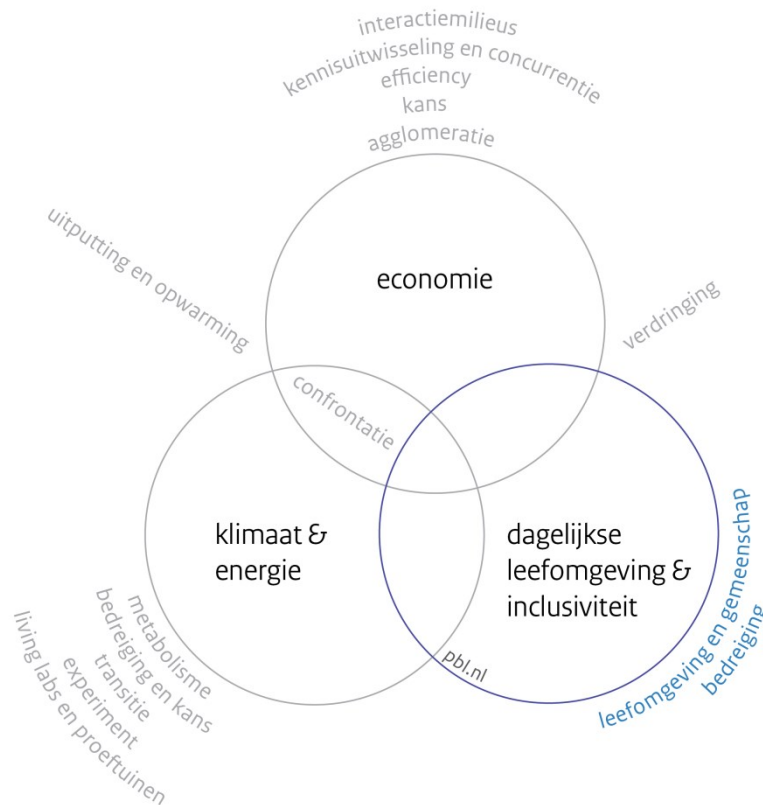 interactiemilieus
kennisuitwisseling en concurrentie
efficiency
kans
agglomeratie
economie
uitputting en opwarming
verdringing
confrontatie
klimaat &
energie
dagelijkse
leefomgeving &
inclusiviteit
metabolisme
bedreiging en kans
transitie
experiment
living labs en proeftuinen
leefomgeving en gemeenschap
bedreiging
pbl.nl